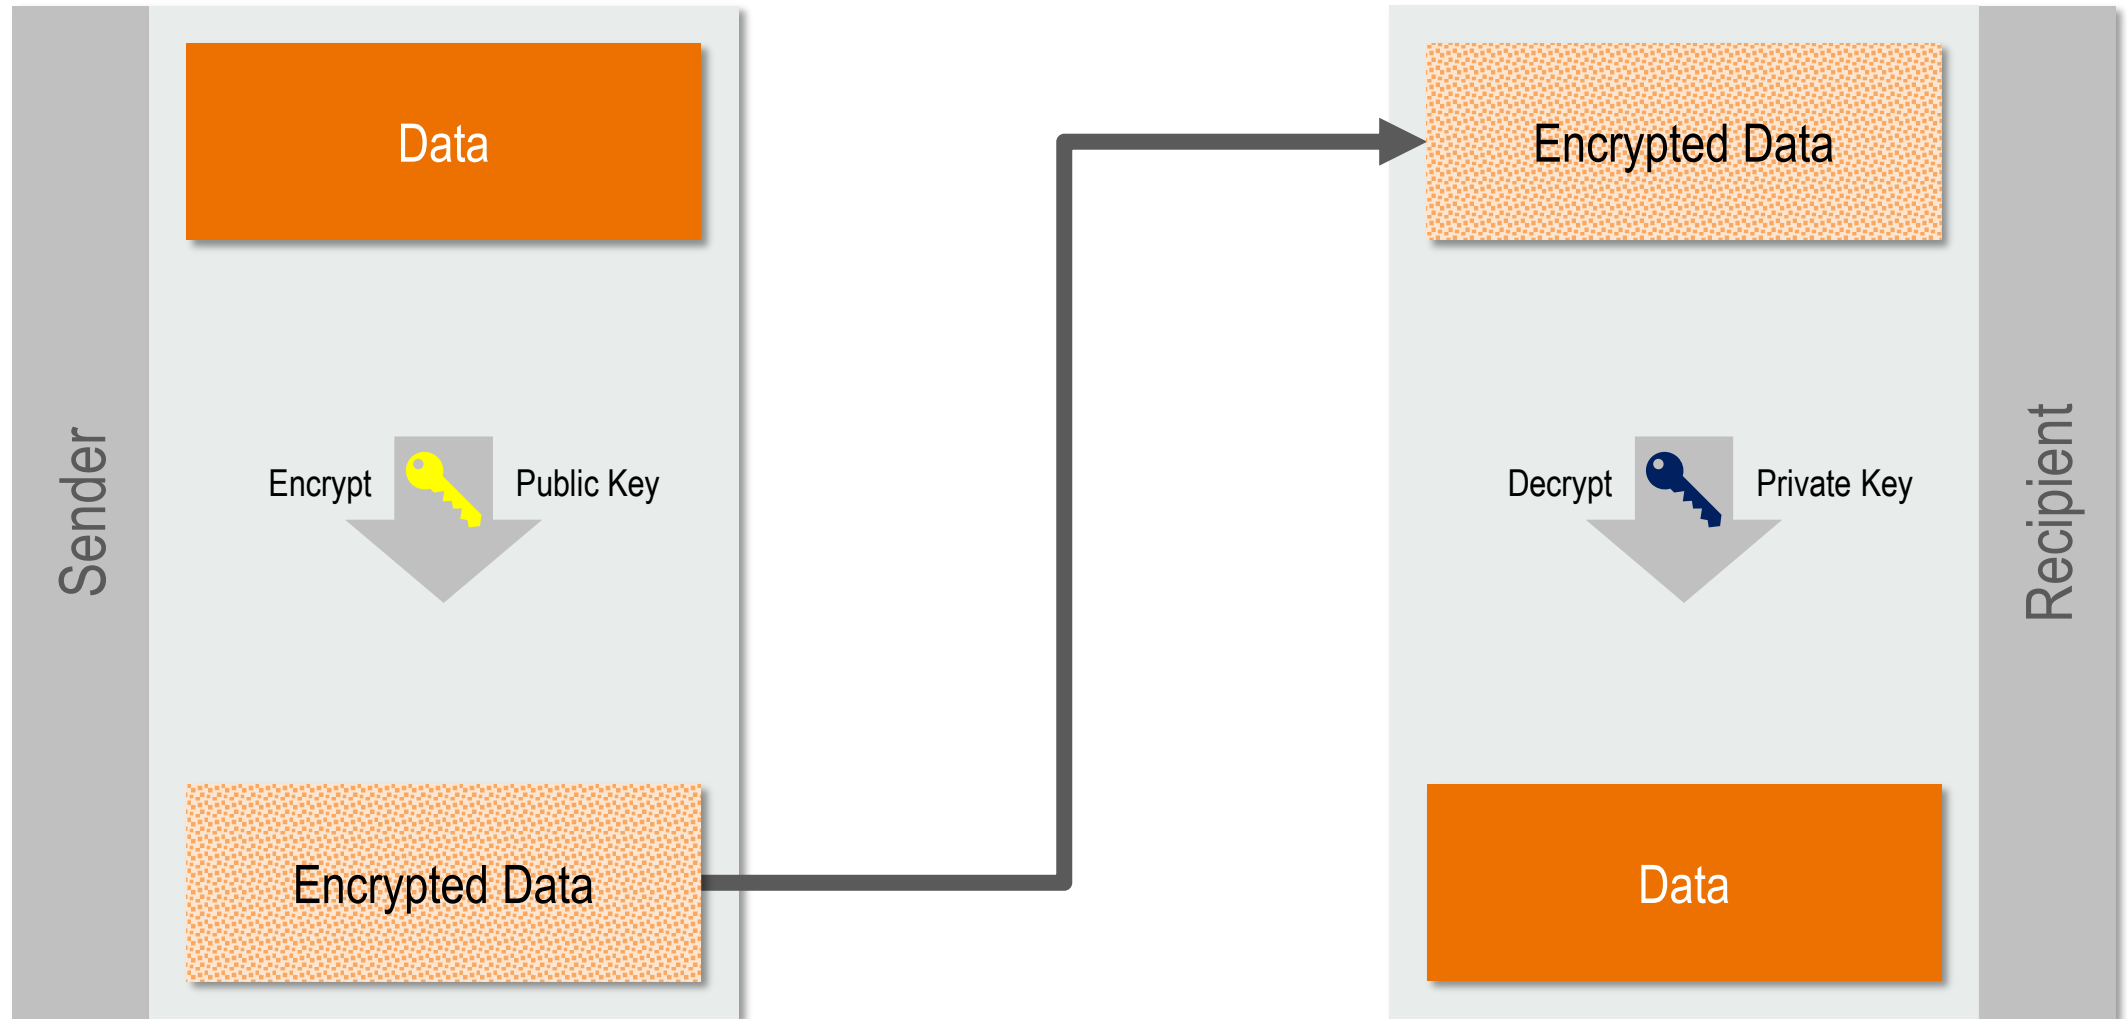 Sender
Data
Encrypt
Public Key
Encrypted Data
Encrypted Data
Decrypt
Private Key
Data
Recipient